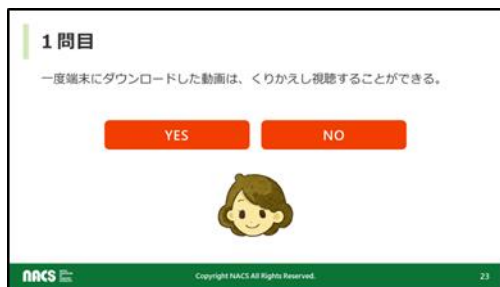 1問目
一度端末にダウンロードした動画は、くりかえし視聴することができる。
YES
NO
NACS
Copyright NACS All Rights Reserved.
23